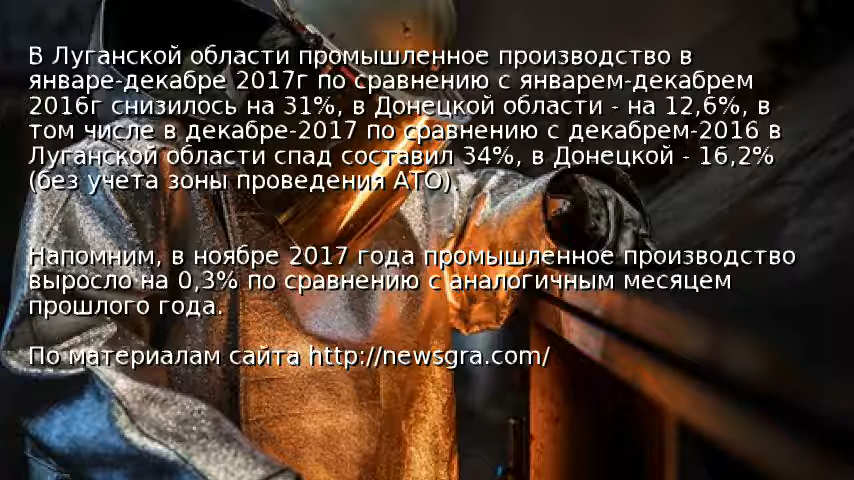 В Луганской области промышленное производство в
январе-декабре 2017г по сравнению с январем-декабрем
2016г снизилось на 31%, в Донецкой области - на 12,6%, в
том числе в декабре-2017 по сравнению с декабрем-2016 в
Луганской области спад составил 34%, в Донецкой - 16,2%
(без учета зоны проведения АТО).
Напомним, в ноябре 2017 года промышленное производство
выросло на 0,3% по сравнению с аналогичным месяцем
прошлого года.
По материалам сайта http://newsgra.com/